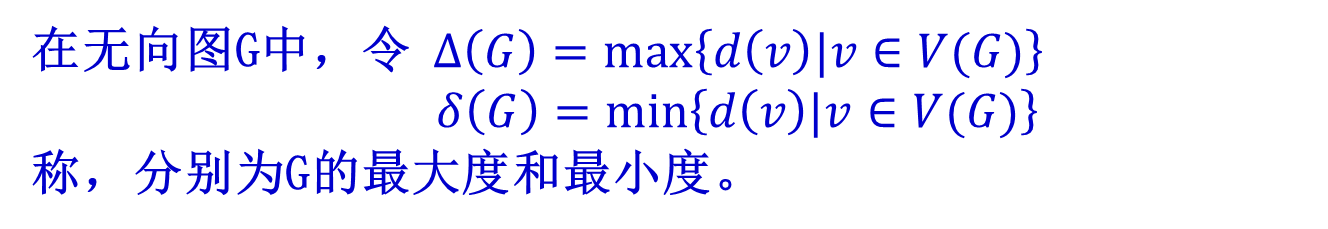 在无向图G中，令 Δ(G) = max{d(v)|v ∈ V(G)}
δ(G) = min{d(v)|v ∈ V(G)}
称，分别为G的最大度和最小度。